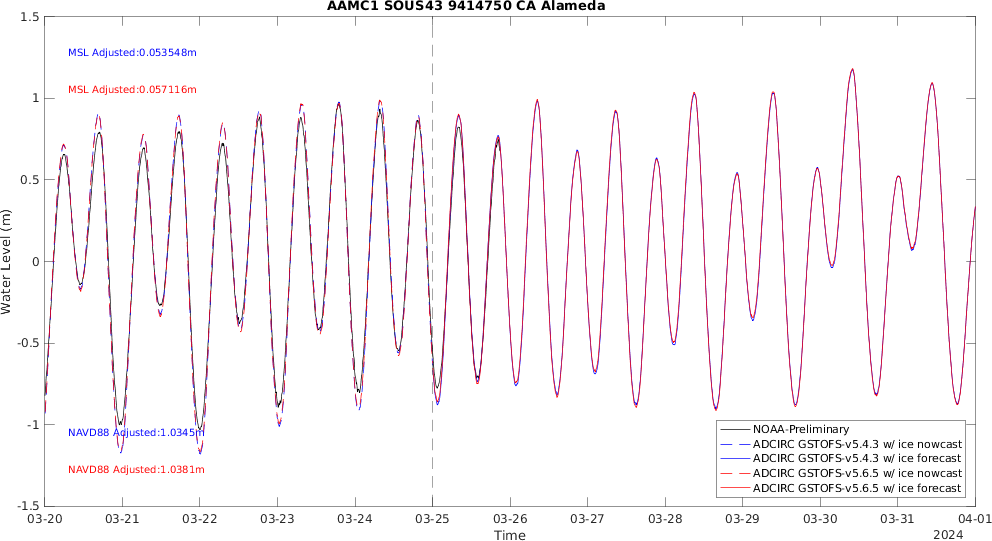 AAMC1 SOUS43 9414750 CA Alameda
1.5
1
0.5
0
-0.5
-1
-1.5
Water Level (m)
MSL Adjusted:0.053548m
MSL Adjusted:0.057116m
NAVD88 Adjusted:1.0345m
NAVD88 Adjusted:1.0381m
NOAA-Preliminary
ADCIRC GSTOFS-v5.4.3 w/ ice nowcast
ADCIRC GSTOFS-v5.4.3 w/ ice forecast
ADCIRC GSTOFS-v5.6.5 w/ ice nowcast
ADCIRC GSTOFS-v5.6.5 w/ ice forecast
03-20 03-21 03-22 03-23 03-24 03-25 03-26 03-27 03-28 03-29 03-30 03-31 04-01
Time
2024